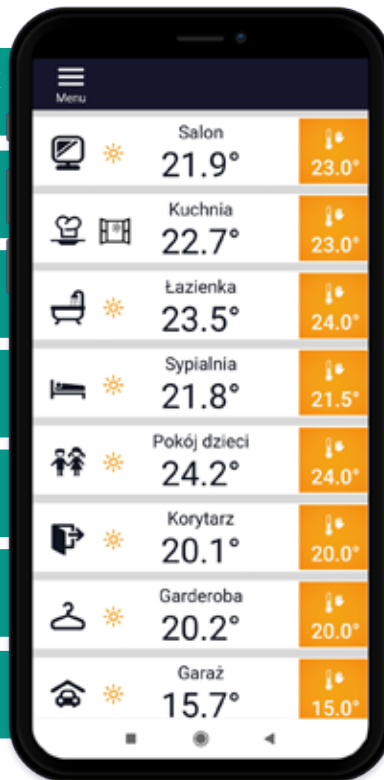 Menu
Salon
21.9°
23.0°
Kuchnia
22.7°
23.0°
Łazienka
23.5°
24.0°
Sypialnia
21.8°
21.5°
Pokój dzieci
24.2°
24.0°
Korytarz
20.1°
20.0°
Garderoba
20.2°
20.0°
Garaż
15.7°
15.0°